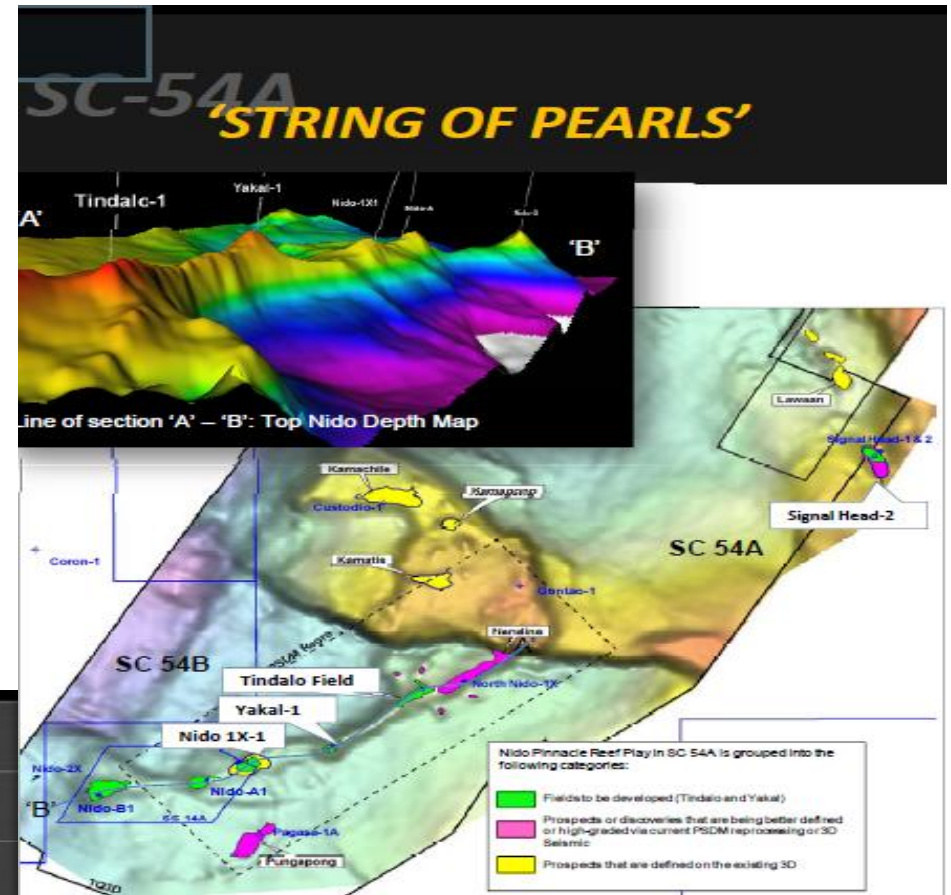 SC-54A
‘STRING OF PEARLS’
Tindalo-1
Yakal-1
Nido-1X1
Nido-A
A’
‘B’
Line of section ‘A’ – ‘B’: Top Nido Depth Map
Lawaan
Signal Head-1 & 2
Signal Head-2
Kamachile
Custodio-1
Kamatis
Coron-1
SC 54A
SC 54B
Tindalo Field
North Nido-1X
Yakal-1
Nido 1X-1
Nido-2X
Nido-A1
‘B’
Nido-B1
SC 14A
Pagasa-1A
Pungapong
Nido Pinnacle Reef Play in SC 54A is grouped into the
following categories:
Fields to be developed (Tindalo and Yakal)
Prospects or discoveries that are being better defined
or high-graded via current PSDM reprocessing or 3D
Seismic
Prospects that are defined on the existing 3D